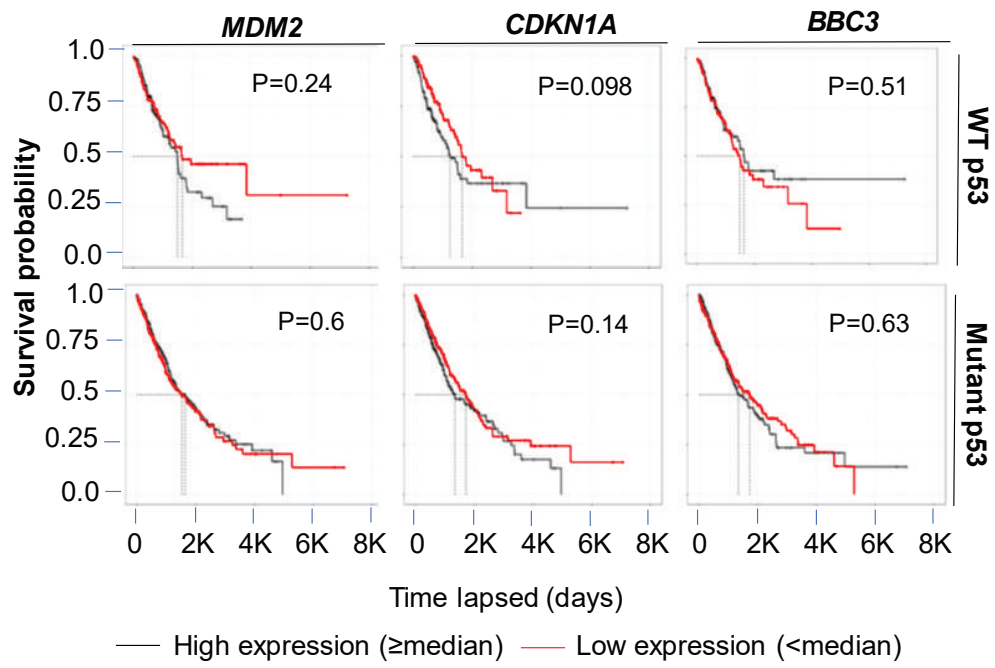 MDM2 CDKN1A BBC3
Survival probability
1.0
0.75
0.5
0.25
0.0
P=0.24 P=0.098 P=0.51
WT p53
1.0
0.75
0.5
0.25
0.0
P=0.6 P=0.14 P=0.63
Mutant p53
0 2K 4K 8K 0 2K 4K 8K 0 2K 6K 8K
Time lapsed (days)
High expression (≥median) Low expression (<median)